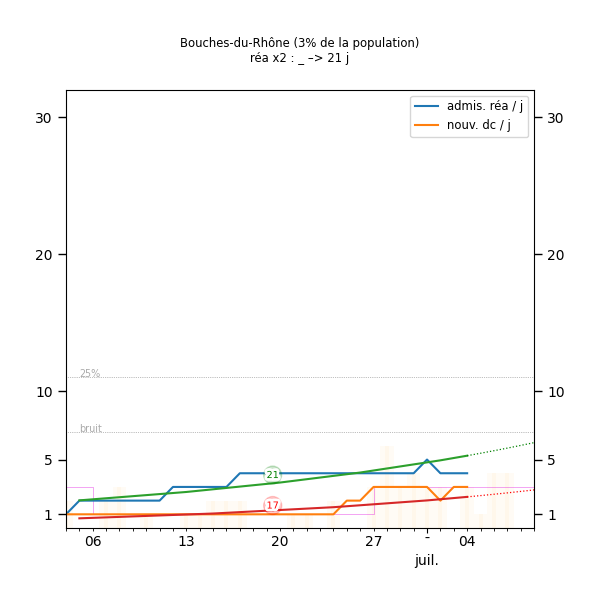 Bouches-du-Rhône (3% de la population)
réa x2 : _ –> 21 j
admis. réa / j
nouv. dc / j
30 30
20 20
25%
10 10
bruit
5 5
21
17
1 1
06 13 20 27 - 04
juil.